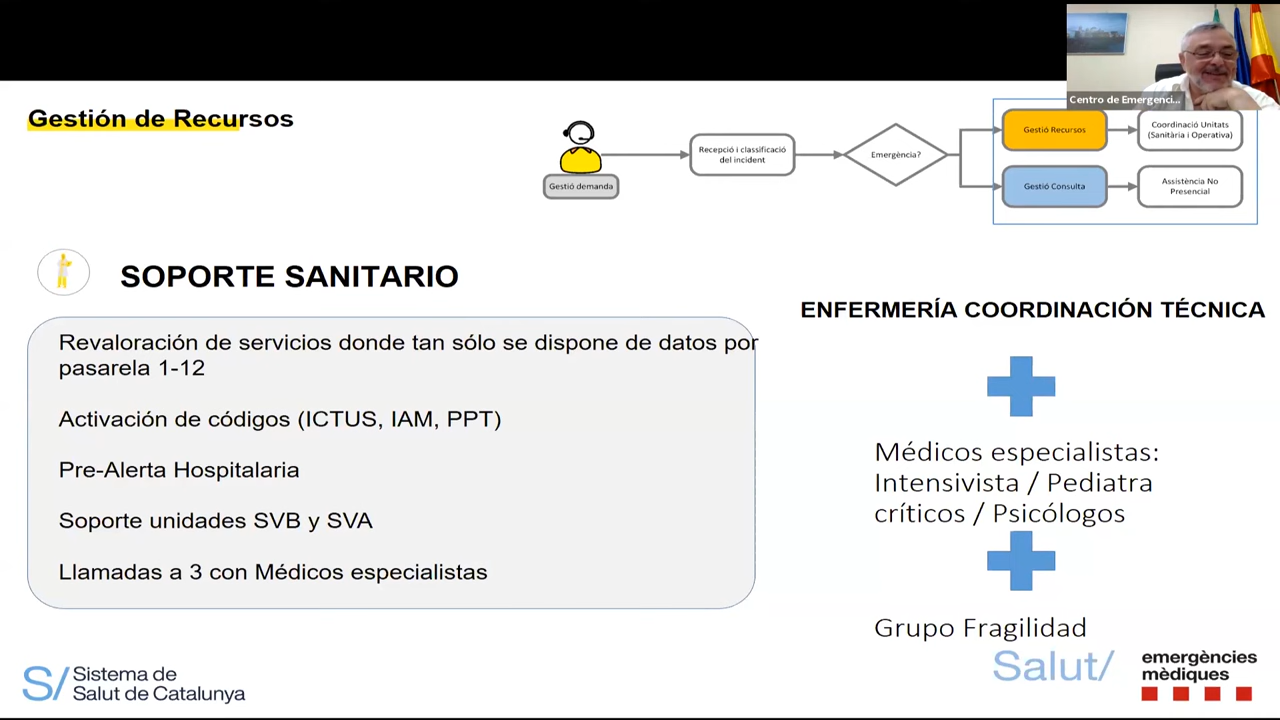 Centro de Emergenci...
Gestión de Recursos
Gestió demanda
Recepció i classificació
del incident
Emergència?
Gestió Recursos
Coordinació Unitats
(Sanitària i Operativa)
Gestió Consulta
Assistència No
Presencial
SOPORTE SANITARIO
Revaloración de servicios donde tan sólo se dispone de datos por
pasarela 1-12
Activación de códigos (ICTUS, IAM, PPT)
Pre-Alerta Hospitalaria
Soporte unidades SVB y SVA
Llamadas a 3 con Médicos especialistas
ENFERMERÍA COORDINACIÓN TÉCNICA
Médicos especialistas:
Intensivista / Pediatra
críticos / Psicólogos
Grupo Fragilidad
S/ Sistema de
Salut de Catalunya
Salut/
emergències
mèdiques